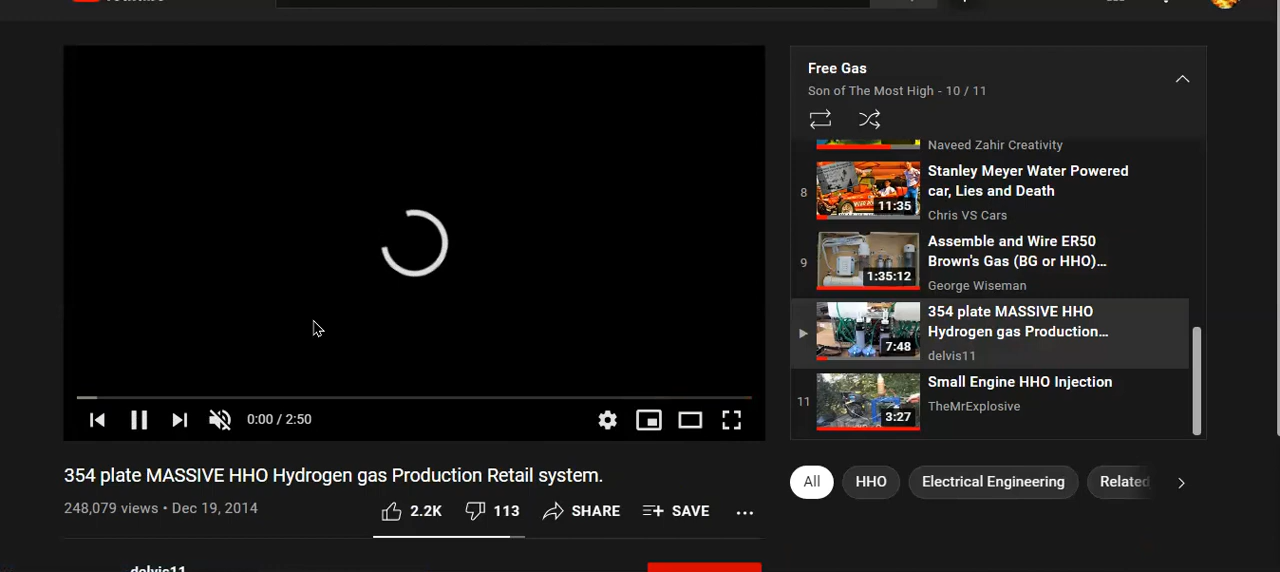 Free Gas
Son of The Most High - 10 / 11
Naveed Zahir Creativity
8
11:35
Stanley Meyer Water Powered
car, Lies and Death
Chris VS Cars
9
1:35:12
Assemble and Wire ER50
Brown's Gas (BG or HHO)...
George Wiseman
7:48
354 plate MASSIVE HHO
Hydrogen gas Production...
delvis11
11
3:27
Small Engine HHO Injection
TheMrExplosive
0:00 / 2:50
354 plate MASSIVE HHO Hydrogen gas Production Retail system.
248,079 views • Dec 19, 2014
2.2K 113 SHARE SAVE ...
All HHO Electrical Engineering Related
delvis11